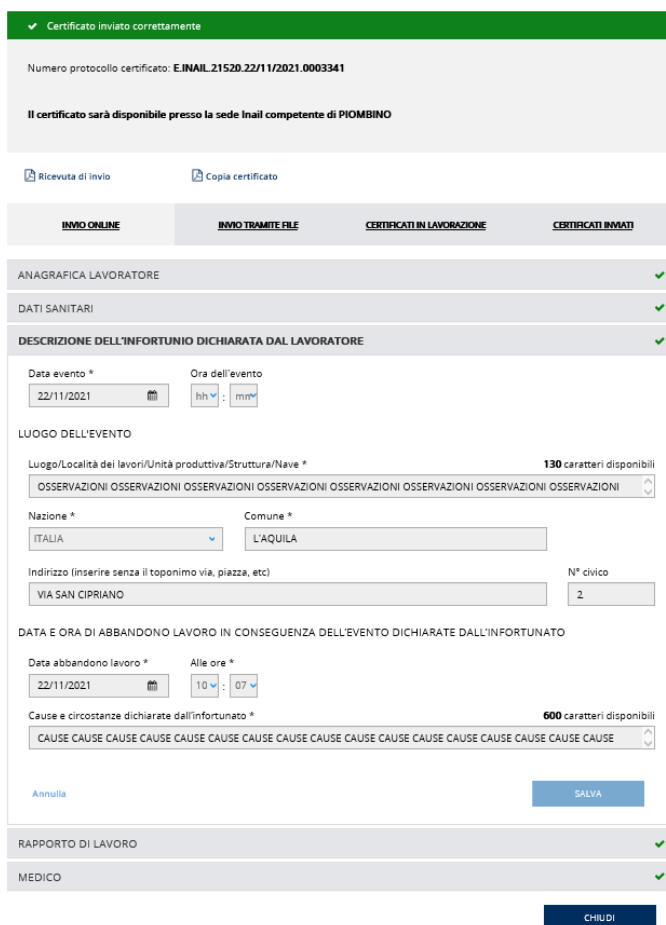 Certificato inviato correttamente
Numero protocollo certificato: E.INAIL.21520.22/11/2021.0003341
Il certificato sarà disponibile presso la sede Inail competente di PIOMBINO
Ricevuta di invio Copia certificato
INVIO ONLINE INVIO TRAMITE FILE CERTIFICATI IN LAVORAZIONE CERTIFICATI INVIATI
ANAGRAFICA LAVORATORE
DATI SANITARI
DESCRIZIONE DELL'INFORTUNIO DICHIARATA DAL LAVORATORE
Data evento * Ora dell'evento
22/11/2021 hh : mm
LUOGO DELL'EVENTO
Luogo/Località dei lavori/Unità produttiva/Struttura/Nave * 130 caratteri disponibili
OSSERVAZIONI OSSERVAZIONI OSSERVAZIONI OSSERVAZIONI OSSERVAZIONI OSSERVAZIONI OSSERVAZIONI OSSERVAZIONI
Nazione * Comune *
ITALIA L'AQUILA
Indirizzo (inserire senza il toponimo via, piazza, etc) N° civico
VIA SAN CIPRIANO 2
DATA E ORA DI ABBANDONO LAVORO IN CONSEGUENZA DELL'EVENTO DICHIARATE DALL'INFORTUNATO
Data abbandono lavoro * Alle ore *
22/11/2021 10 : 07
Cause e circostanze dichiarate dall'infortunato * 600 caratteri disponibili
CAUSE CAUSE CAUSE CAUSE CAUSE CAUSE CAUSE CAUSE CAUSE CAUSE CAUSE CAUSE CAUSE CAUSE CAUSE CAUSE CAUSE
Annulla SALVA
RAPPORTO DI LAVORO
MEDICO
CHIUDI